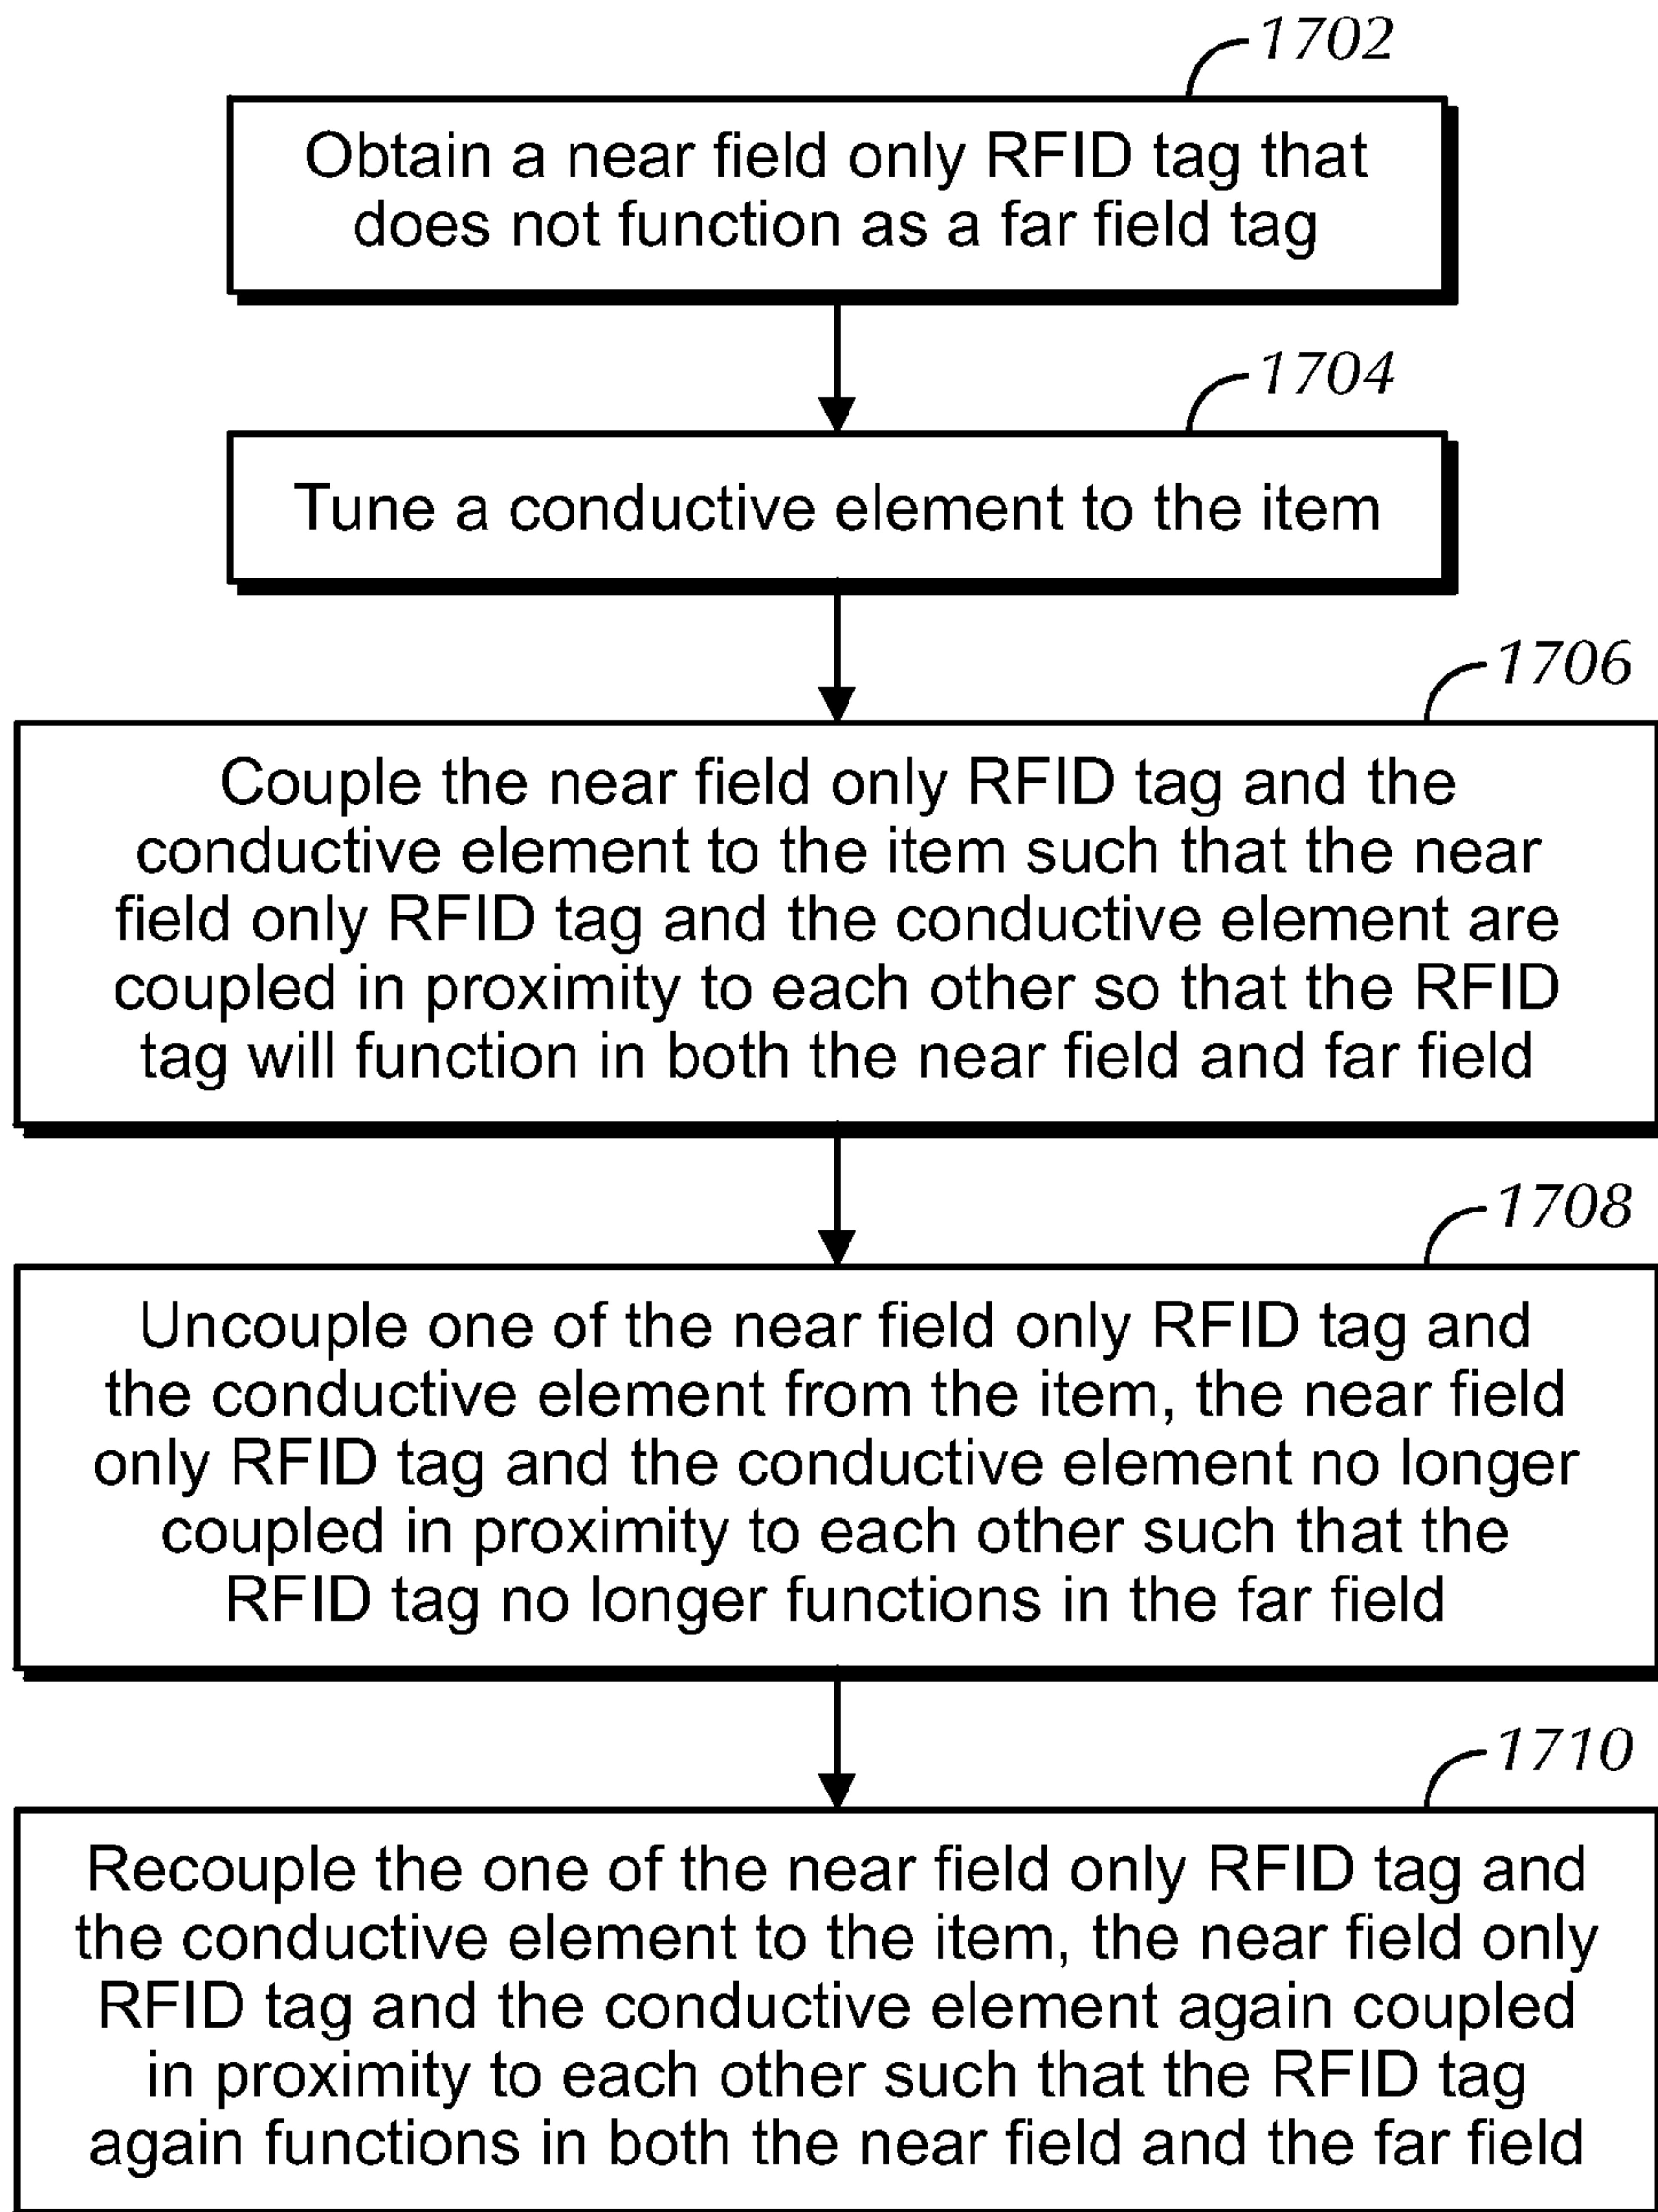 1702
Obtain a near field only RFID tag that
does not function as a far field tag
1704
Tune a conductive element to the item
1706
Couple the near field only RFID tag and the
conductive element to the item such that the near
field only RFID tag and the conductive element are
coupled in proximity to each other so that the RFID
tag will function in both the near field and far field
1708
Uncouple one of the near field only RFID tag and
the conductive element from the item, the near field
only RFID tag and the conductive element no longer
coupled in proximity to each other such that the
RFID tag no longer functions in the far field
1710
Recouple the one of the near field only RFID tag and
the conductive element to the item, the near field only
RFID tag and the conductive element again coupled
in proximity to each other such that the RFID tag
again functions in both the near field and the far field